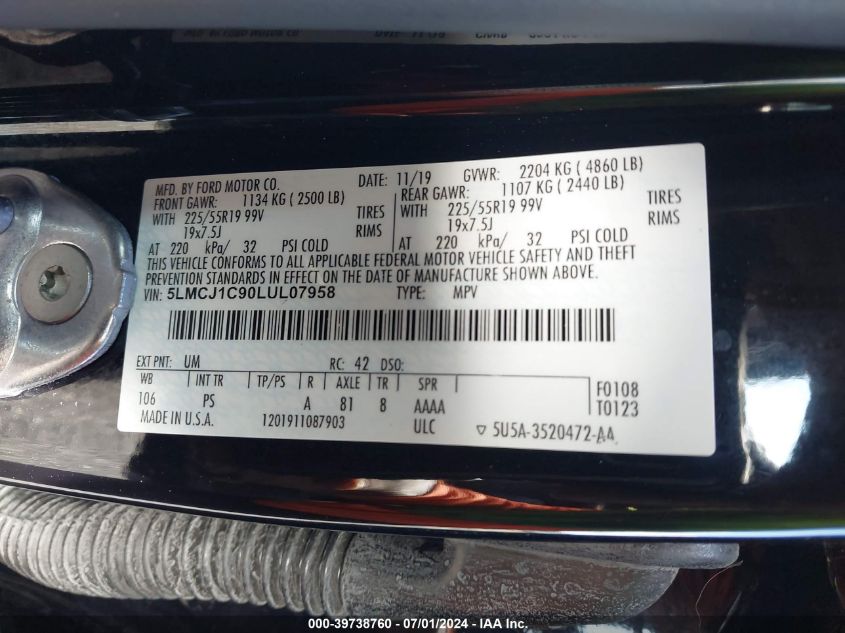 MFD. BY FORD MOTOR CO.
DATE: 11/19 GVWR: 2204 KG ( 4860 LB)
FRONT GAWR: 1134 KG ( 2500 LB)
REAR GAWR: 1107 KG ( 2440 LB)
WITH 225/55R19 99V TIRES
WITH 225/55R19 99V TIRES
19x7.5J RIMS
19x7.5J RIMS
AT 220 kPa/ 32 PSI COLD
AT 220 kPa/ 32 PSI COLD
THIS VEHICLE CONFORMS TO ALL APPLICABLE FEDERAL MOTOR VEHICLE SAFETY AND THEFT
PREVENTION STANDARDS IN EFFECT ON THE DATE OF MANUFACTURE SHOWN ABOVE.
VIN: 5LMCJ1C90LUL07958 TYPE: MPV
EXT PNT: UM RC: 42 DSO:
WB INT TR TP/PS R AXLE TR SPR
F0108
106 PS A 81 8 AAAA
T0123
MADE IN U.S.A. 1201911087903 ULC ▽ 5U5A-3520472-AA
000-39738760 - 07/01/2024 - IAAI.COM